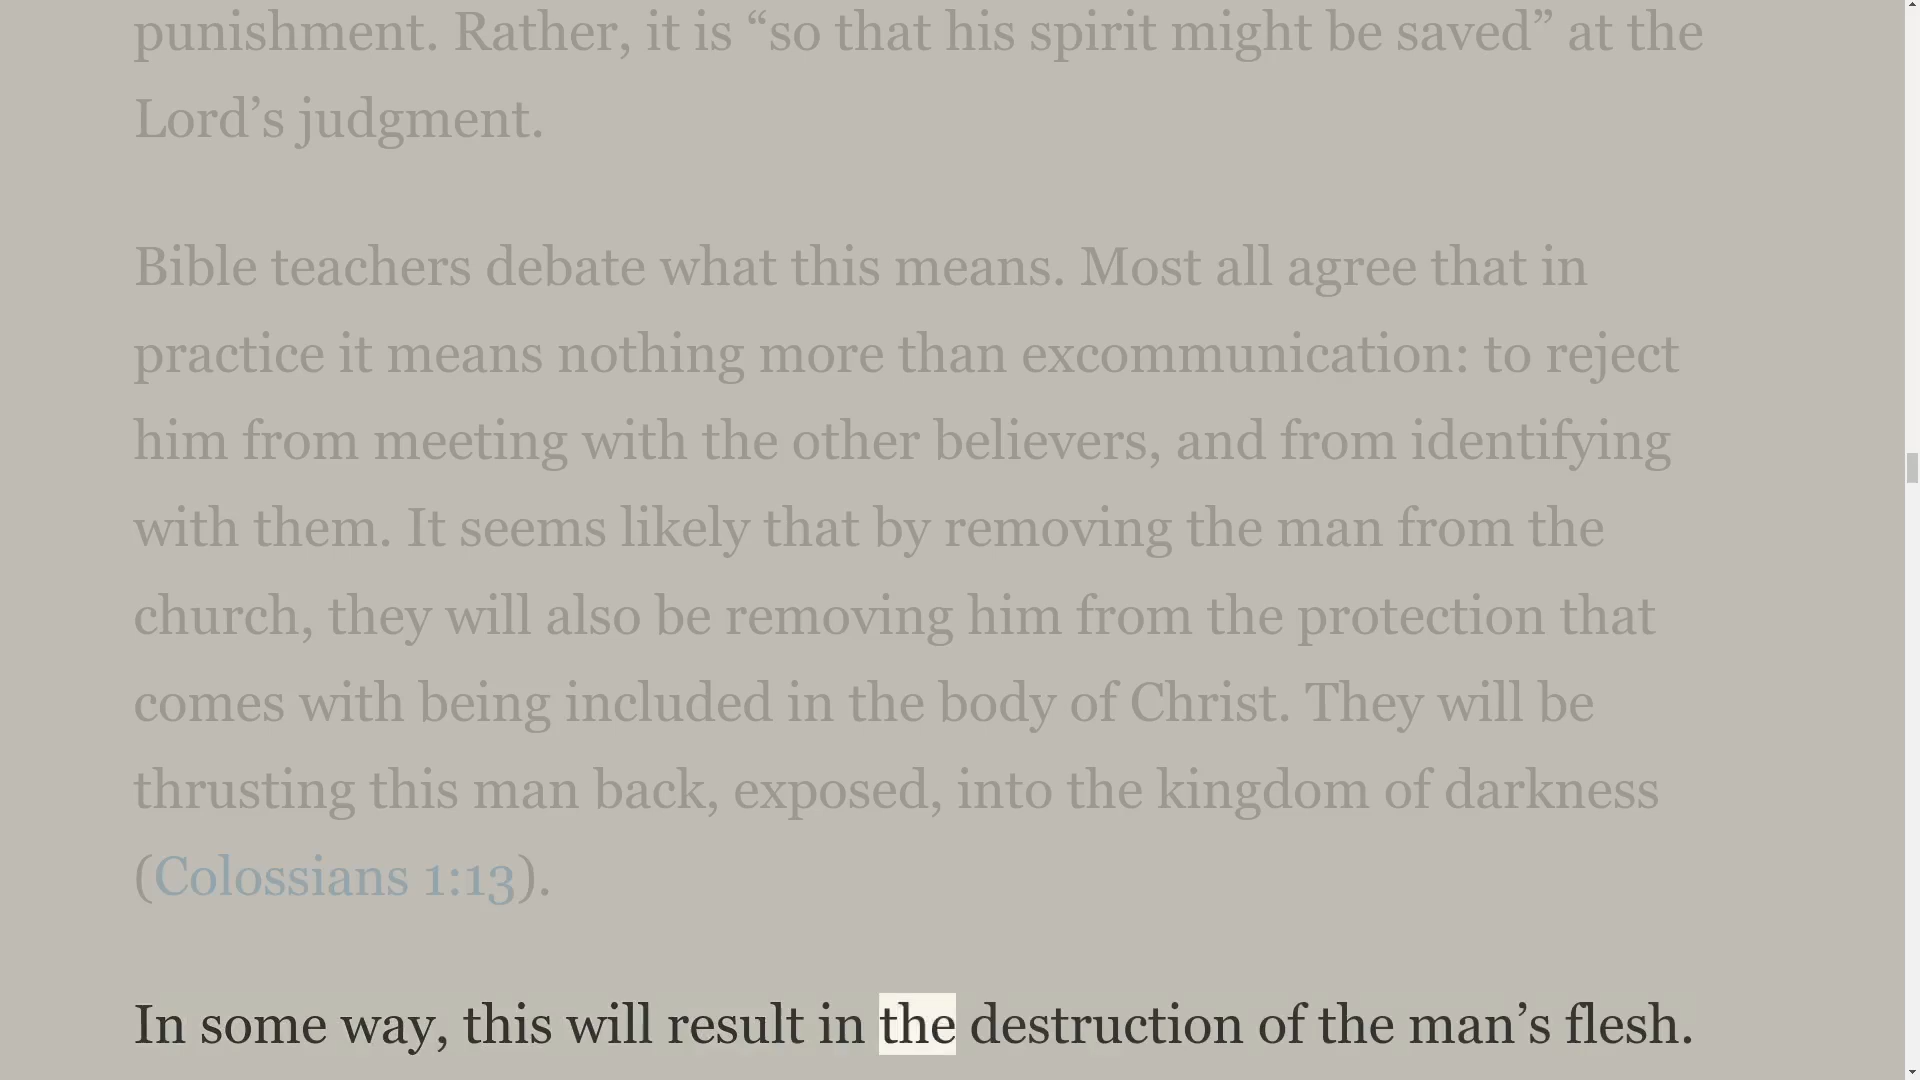 punishment. Rather, it is “so that his spirit might be saved” at the
Lord’s judgment.
Bible teachers debate what this means. Most all agree that in
practice it means nothing more than excommunication: to reject
him from meeting with the other believers, and from identifying
with them. It seems likely that by removing the man from the
church, they will also be removing him from the protection that
comes with being included in the body of Christ. They will be
thrusting this man back, exposed, into the kingdom of darkness
(Colossians 1:13).
In some way, this will result in the destruction of the man’s flesh.